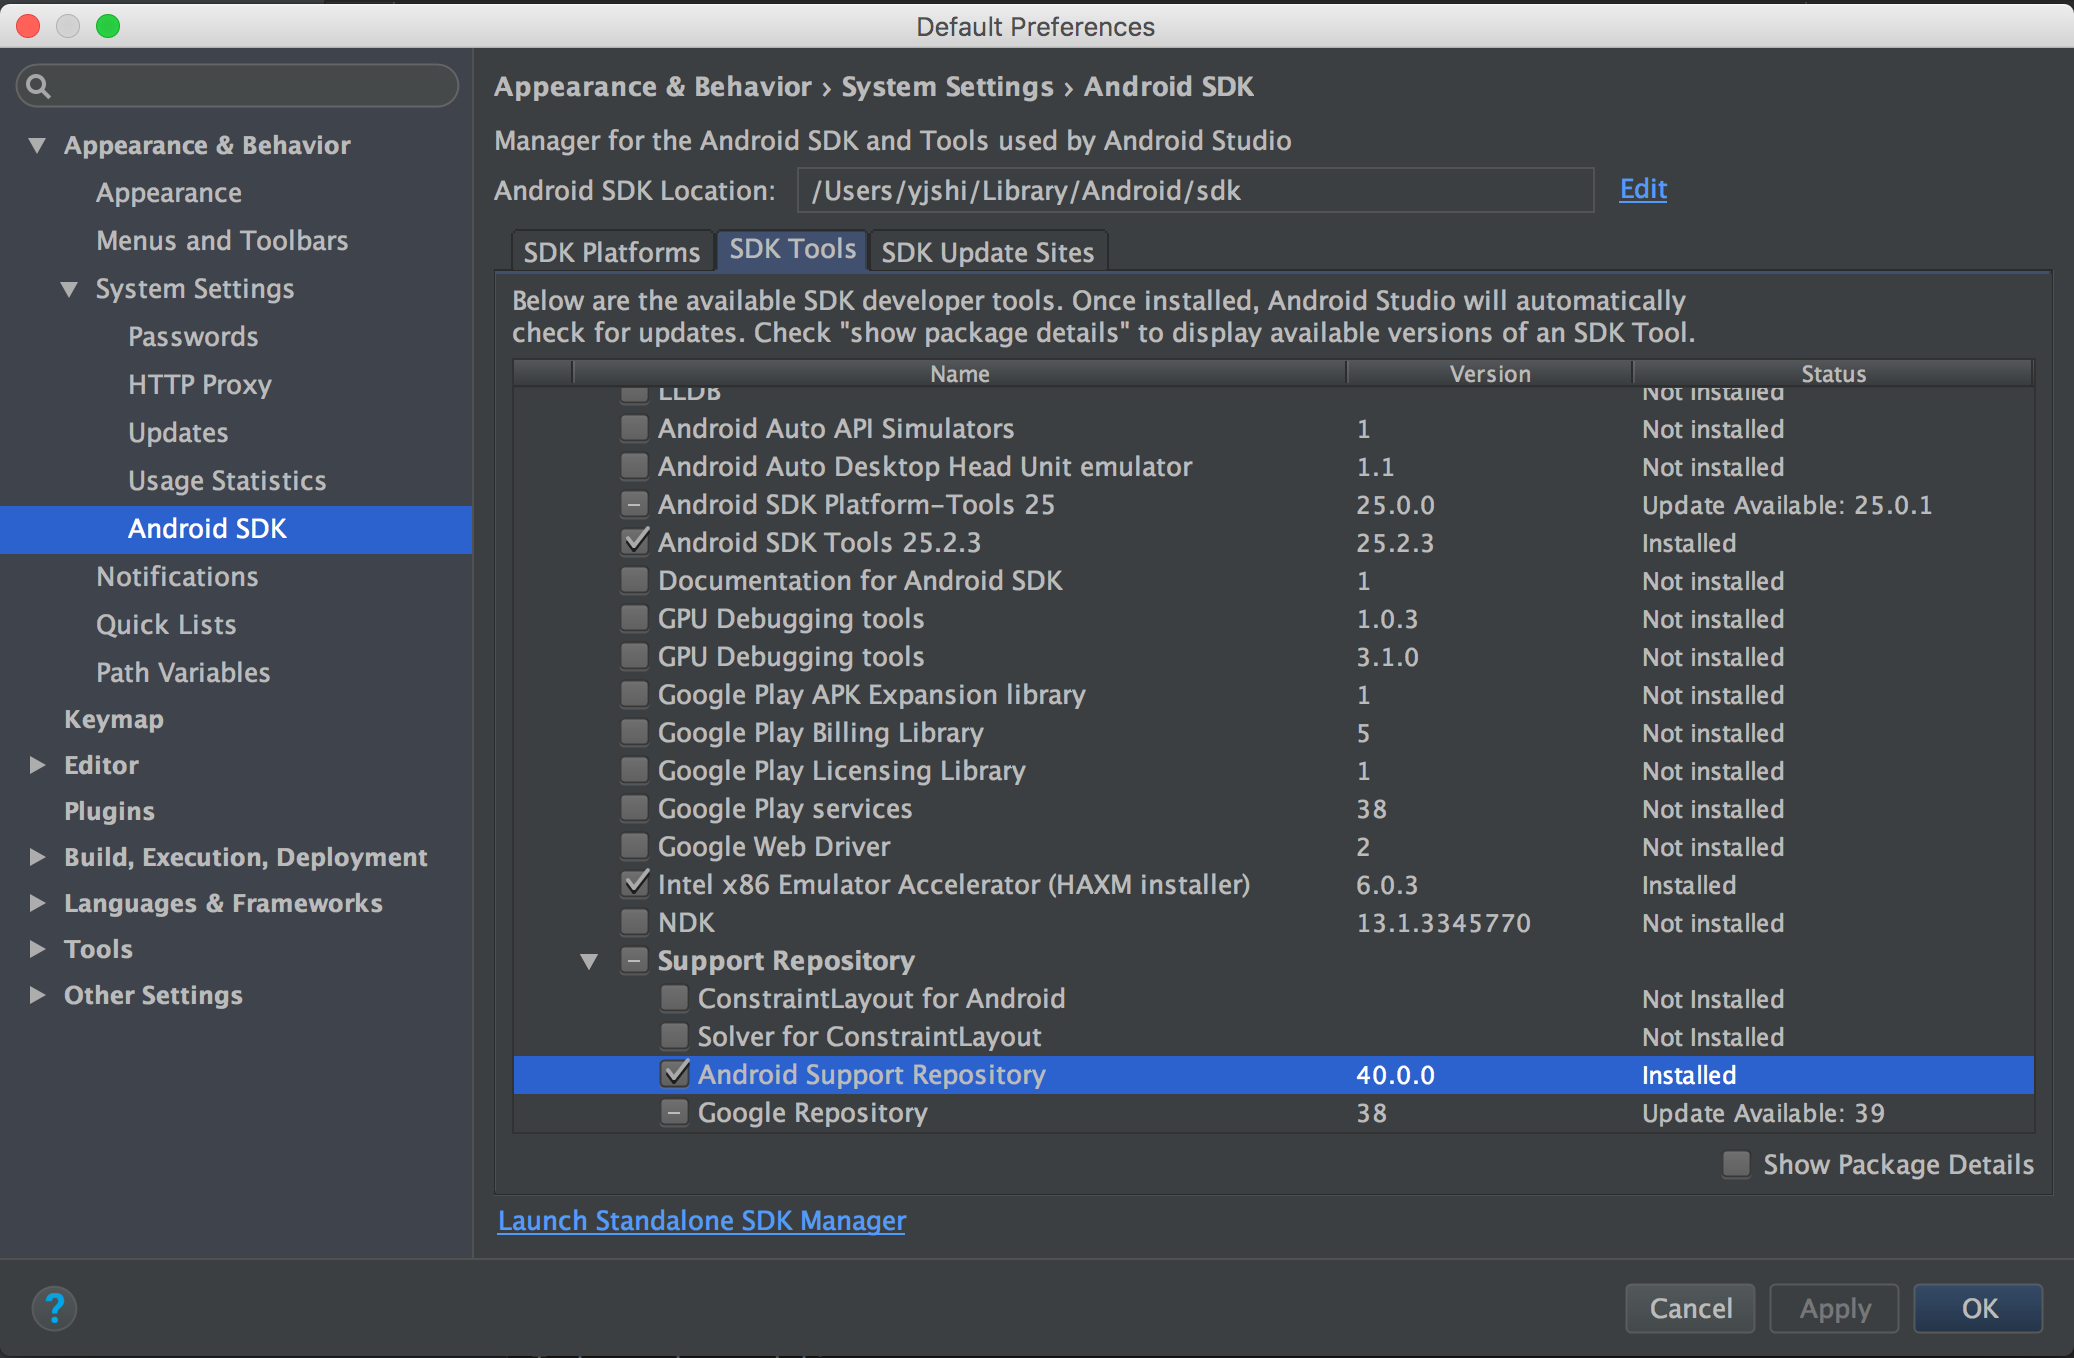 Default Preferences
Appearance & Behavior
Appearance
Menus and Toolbars
System Settings
Passwords
HTTP Proxy
Updates
Usage Statistics
Android SDK
Notifications
Quick Lists
Path Variables
Keymap
Editor
Plugins
Build, Execution, Deployment
Languages & Frameworks
Tools
Other Settings
Appearance & Behavior › System Settings › Android SDK
Manager for the Android SDK and Tools used by Android Studio
Android SDK Location: /Users/yjshi/Library/Android/sdk Edit
SDK Platforms SDK Tools SDK Update Sites
Below are the available SDK developer tools. Once installed, Android Studio will automatically
check for updates. Check "show package details" to display available versions of an SDK Tool.
Name Version Status
LLDB Not installed
Android Auto API Simulators 1 Not installed
Android Auto Desktop Head Unit emulator 1.1 Not installed
Android SDK Platform-Tools 25 25.0.0 Update Available: 25.0.1
Android SDK Tools 25.2.3 25.2.3 Installed
Documentation for Android SDK 1 Not installed
GPU Debugging tools 1.0.3 Not installed
GPU Debugging tools 3.1.0 Not installed
Google Play APK Expansion library 1 Not installed
Google Play Billing Library 5 Not installed
Google Play Licensing Library 1 Not installed
Google Play services 38 Not installed
Google Web Driver 2 Not installed
Intel x86 Emulator Accelerator (HAXM installer) 6.0.3 Installed
NDK 13.1.3345770 Not installed
Support Repository
ConstraintLayout for Android Not Installed
Solver for ConstraintLayout Not Installed
Android Support Repository 40.0.0 Installed
Google Repository 38 Update Available: 39
Show Package Details
Launch Standalone SDK Manager
? Cancel Apply OK